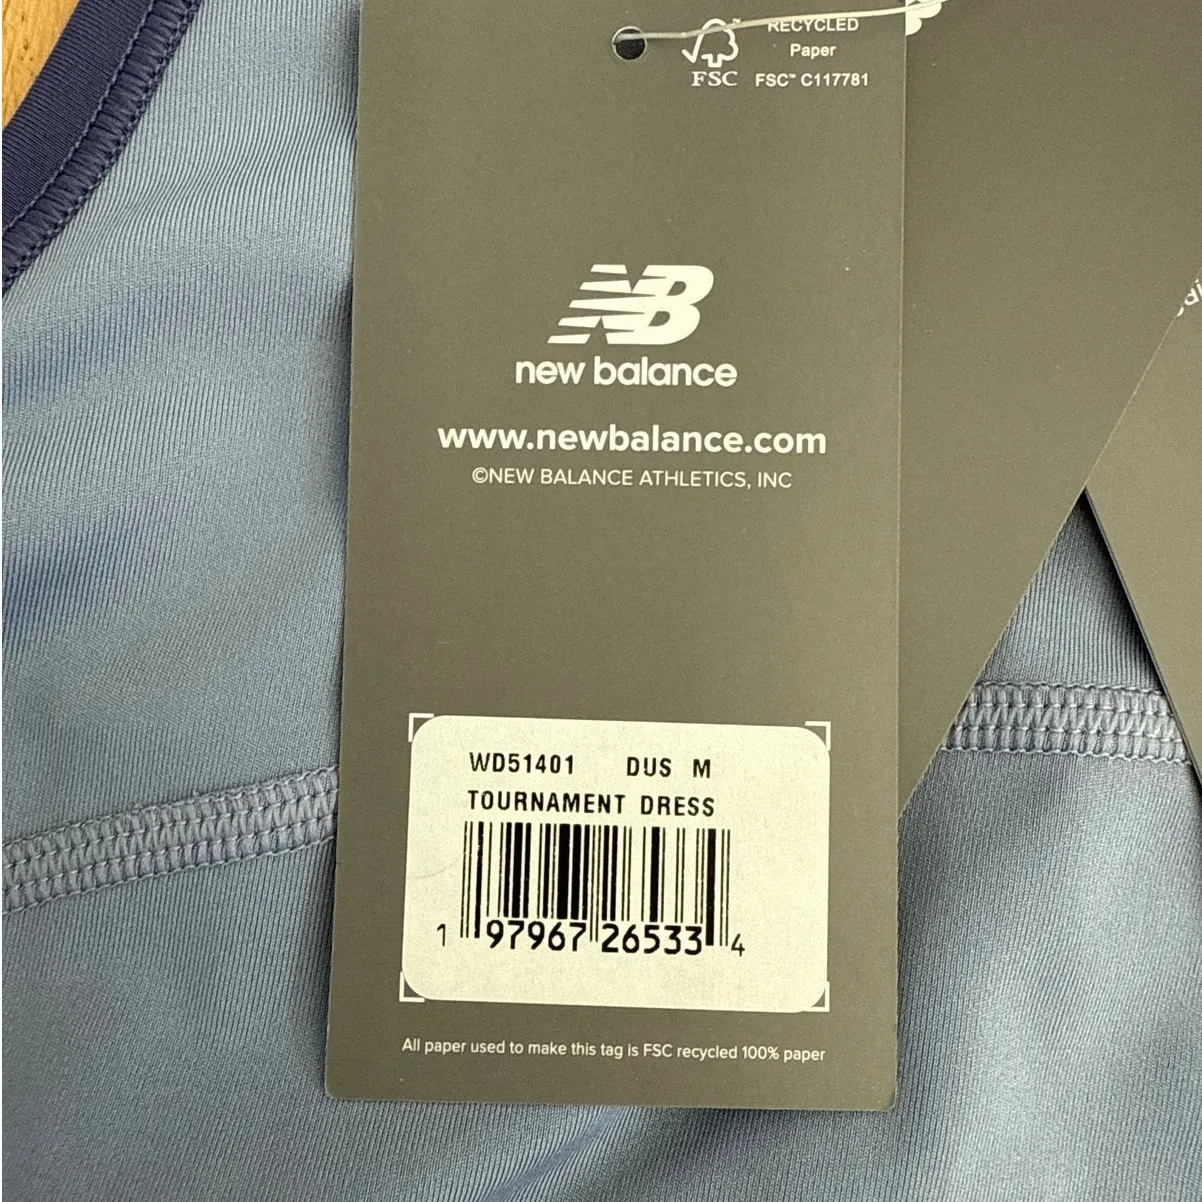 RECYCLED
Paper
FSC
FSC™ C117781
NB
new balance
www.newbalance.com
©NEW BALANCE ATHLETICS, INC
WD51401 DUS M
TOURNAMENT DRESS
1 97967 26533 4
All paper used to make this tag is FSC recycled 100% paper